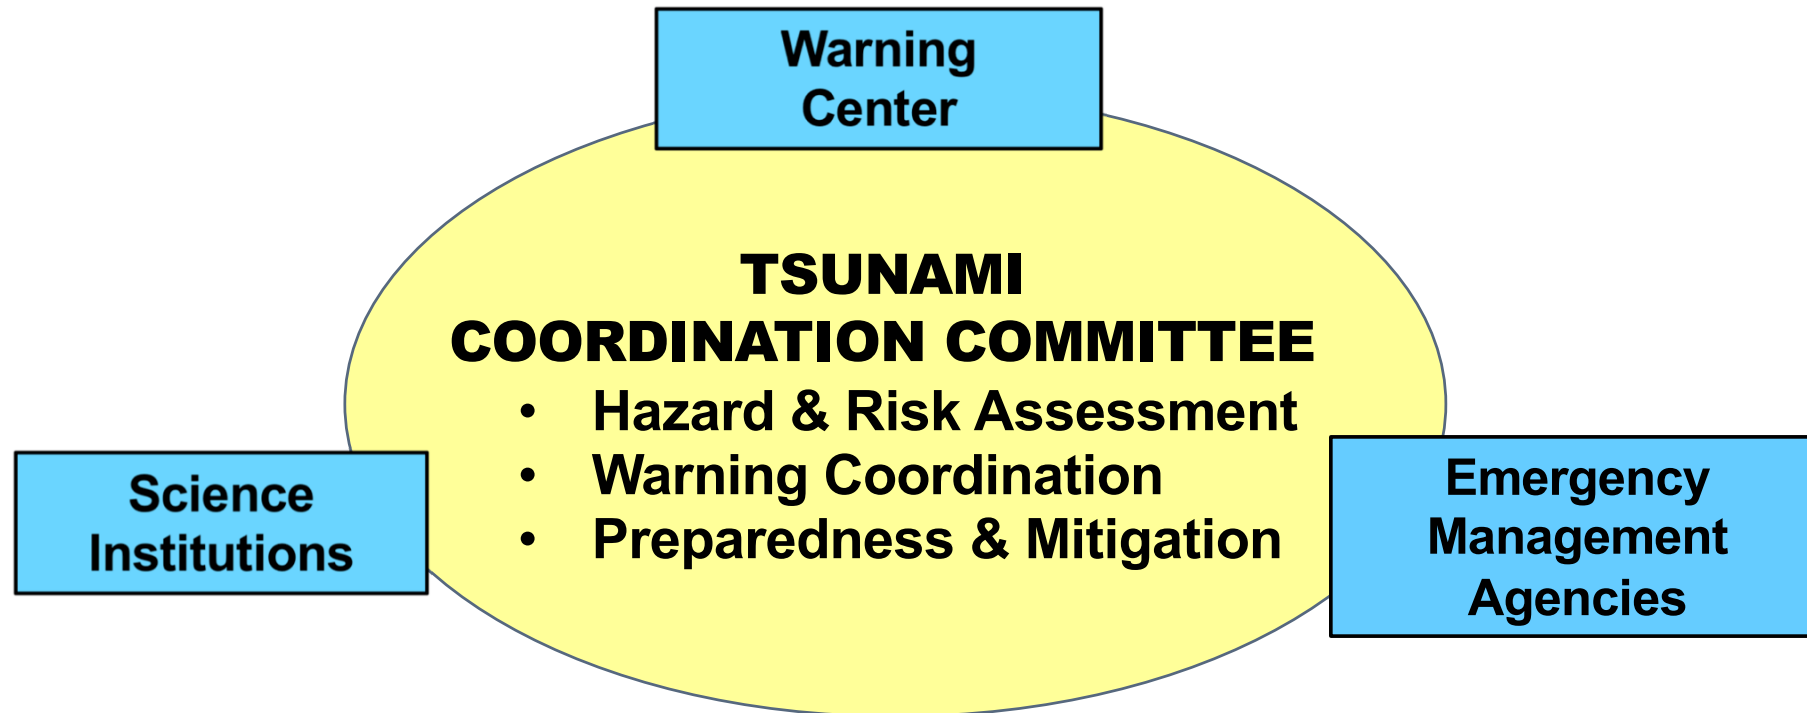 Warning
Center
TSUNAMI
COORDINATION COMMITTEE
• Hazard & Risk Assessment
• Warning Coordination
• Preparedness & Mitigation
Science
Institutions
Emergency
Management
Agencies